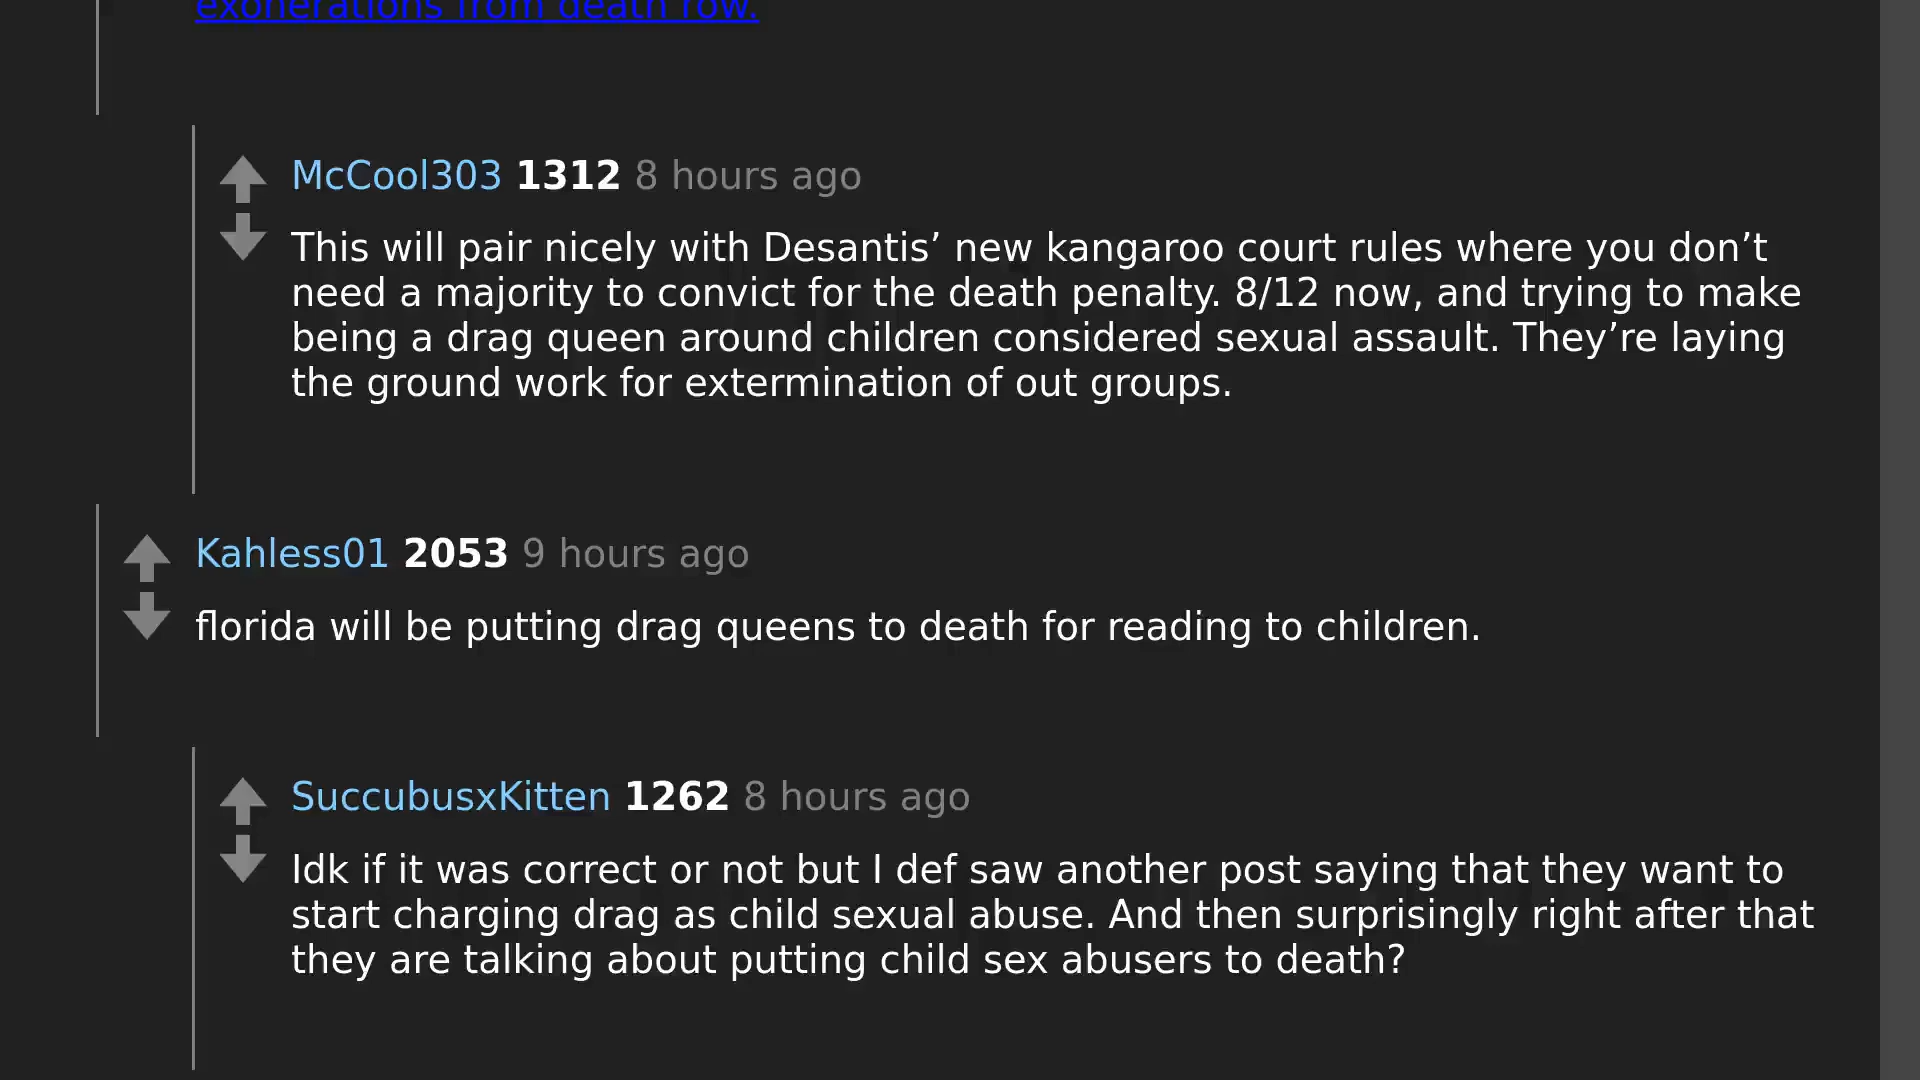 exonerations from death row.
McCool303 1312 8 hours ago
This will pair nicely with Desantis’ new kangaroo court rules where you don’t
need a majority to convict for the death penalty. 8/12 now, and trying to make
being a drag queen around children considered sexual assault. They’re laying
the ground work for extermination of out groups.
Kahless01 2053 9 hours ago
florida will be putting drag queens to death for reading to children.
SuccubusxKitten 1262 8 hours ago
Idk if it was correct or not but I def saw another post saying that they want to
start charging drag as child sexual abuse. And then surprisingly right after that
they are talking about putting child sex abusers to death?